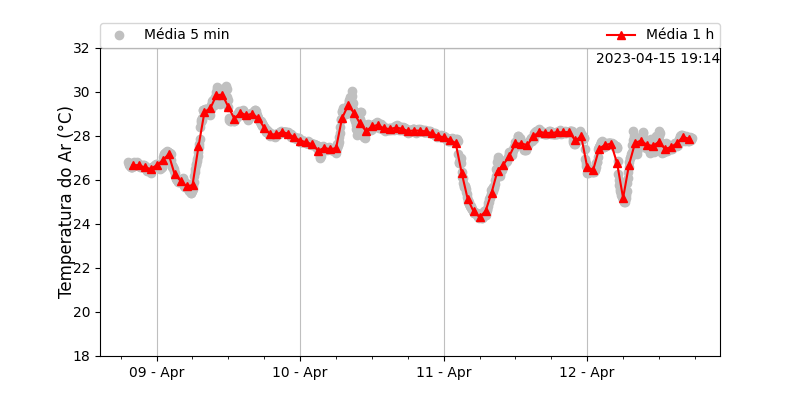 Média 5 min
Média 1 h
2023-04-15 19:14
Temperatura do Ar (°C)
32
30
28
26
24
22
20
18
09 - Apr
10 - Apr
11 - Apr
12 - Apr